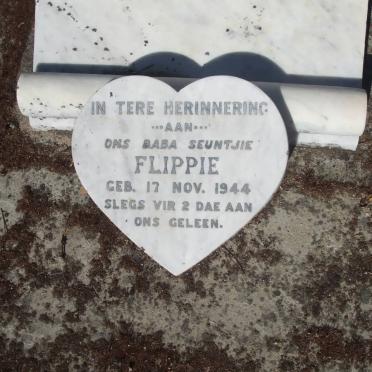 IN TERE HERINNERING
···AAN···
ONS BABA SEUNTJIE
FLIPPIE
GEB. 17 NOV. 1944
SLEGS VIR 2 DAE AAN
ONS GELEEN.